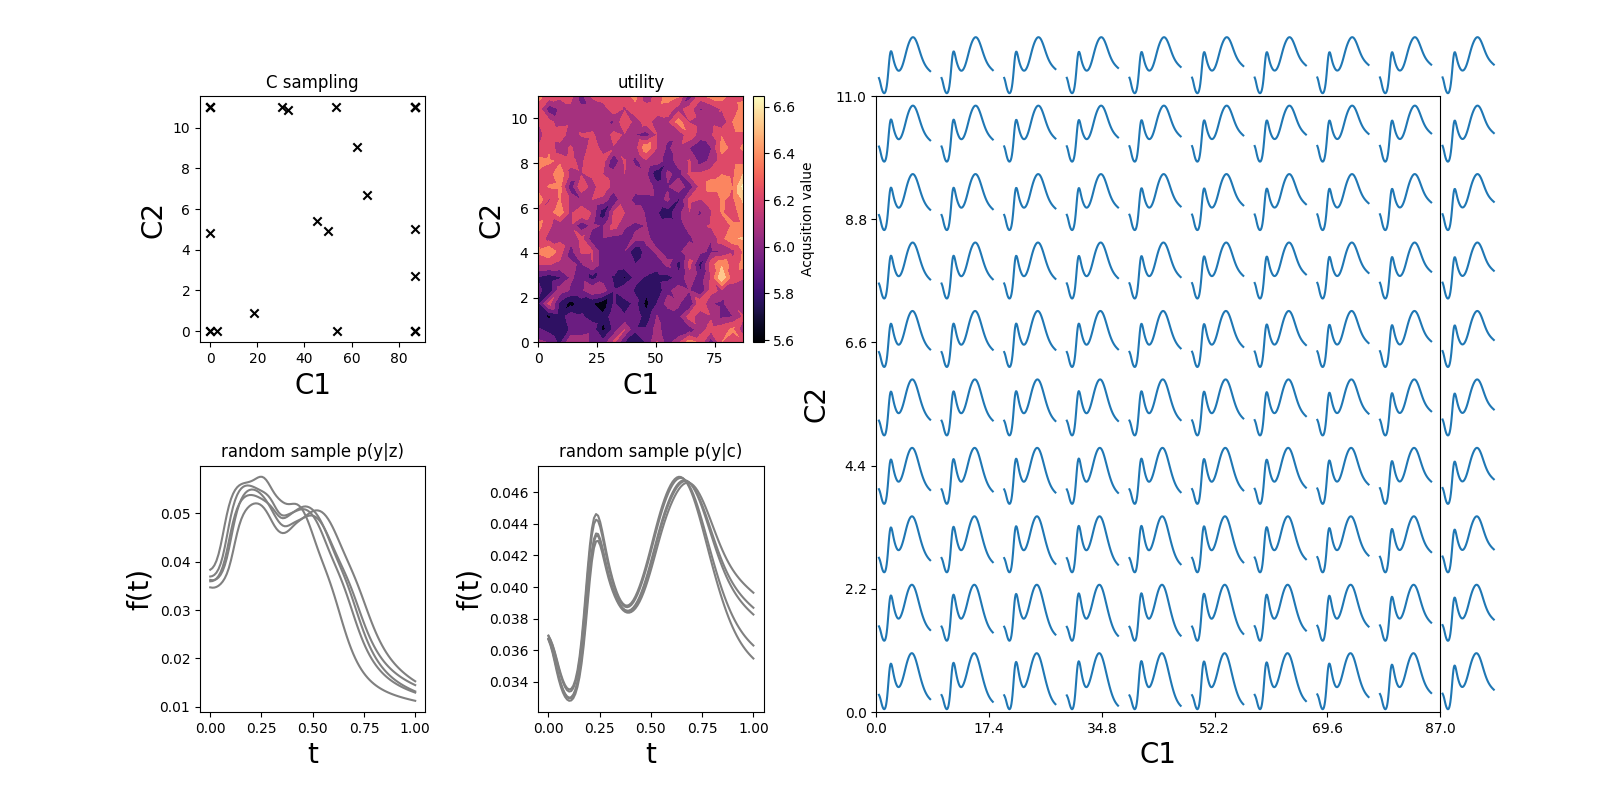 C sampling
10
8
6
4
2
0
C2
0 20 40 60 80
C1
utility
10
8
6
4
2
0
C2
0 25 50 75
C1
6.6
6.4
6.2
6.0
5.8
5.6
Acqusition value
random sample p(y|z)
0.05
0.04
0.03
0.02
0.01
f(t)
0.00 0.25 0.50 0.75 1.00
t
random sample p(y|c)
0.046
0.044
0.042
0.040
0.038
0.036
0.034
f(t)
0.00 0.25 0.50 0.75 1.00
t
11.0
8.8
6.6
4.4
2.2
0.0
C2
0.0 17.4 34.8 52.2 69.6 87.0
C1